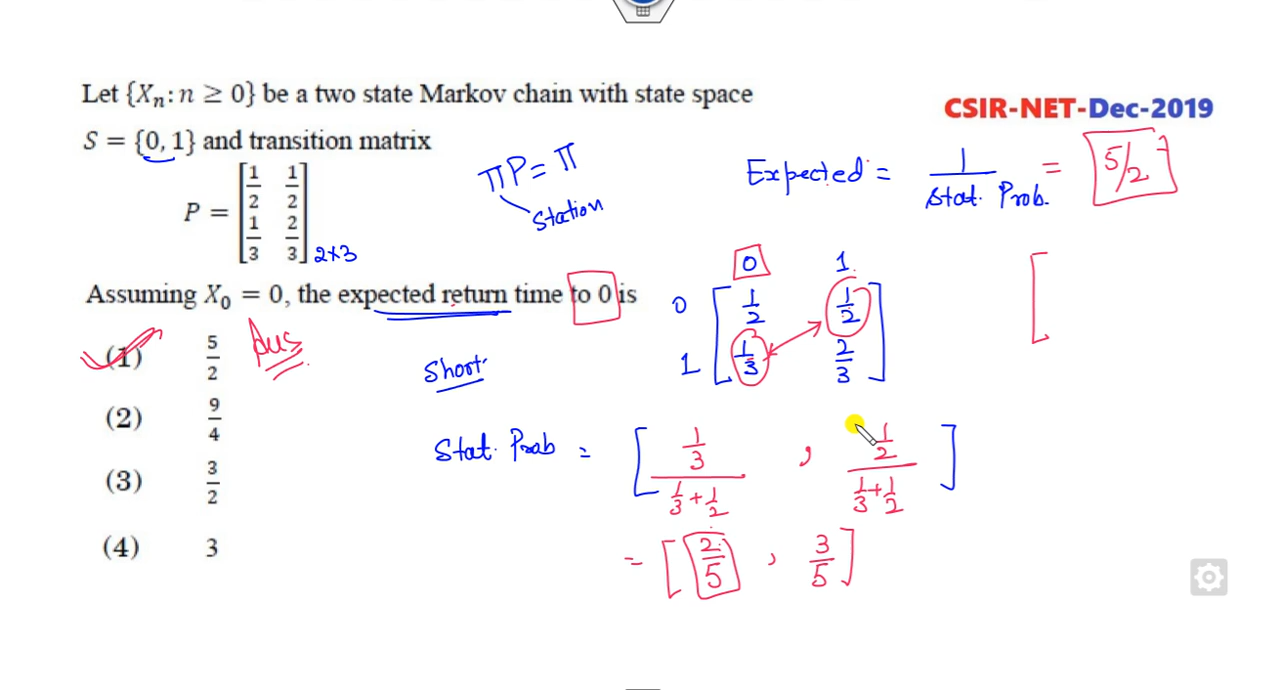 Let {Xₙ: n ≥ 0} be a two state Markov chain with state space
CSIR-NET-Dec-2019
S = {0, 1} and transition matrix
πP = π
Station
Expected = 1 / Stat. Prob. = 5/2
P = [1/2 1/2
1/3 2/3] 2×3
Assuming X₀ = 0, the expected return time to 0 is
0 1
0 [1/2 1/2
1 1/3 2/3]
[
(1) 5/2 Ans
Short
(2) 9/4
Stat. Prob = [ (1/3) / (1/3 + 1/2) , (1/2) / (1/3 + 1/2) ]
(3) 3/2
= [ 2/5 , 3/5 ]
(4) 3